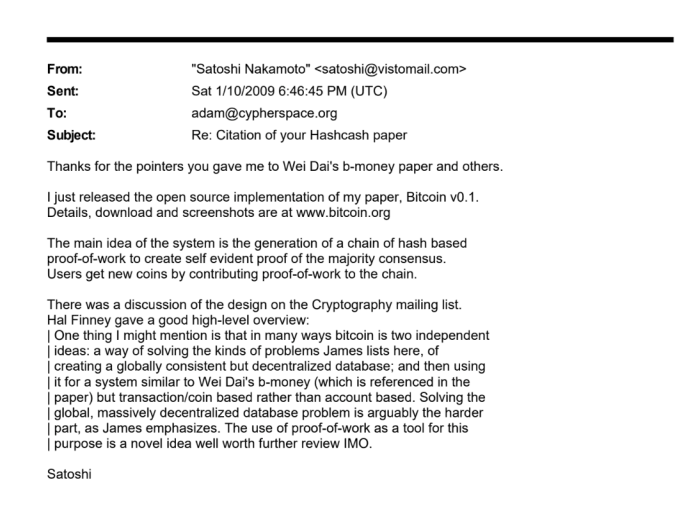 From: "Satoshi Nakamoto" <satoshi@vistomail.com>
Sent: Sat 1/10/2009 6:46:45 PM (UTC)
To: adam@cypherspace.org
Subject: Re: Citation of your Hashcash paper
Thanks for the pointers you gave me to Wei Dai's b-money paper and others.
I just released the open source implementation of my paper, Bitcoin v0.1.
Details, download and screenshots are at www.bitcoin.org
The main idea of the system is the generation of a chain of hash based
proof-of-work to create self evident proof of the majority consensus.
Users get new coins by contributing proof-of-work to the chain.
There was a discussion of the design on the Cryptography mailing list.
Hal Finney gave a good high-level overview:
| One thing I might mention is that in many ways bitcoin is two independent
| ideas: a way of solving the kinds of problems James lists here, of
| creating a globally consistent but decentralized database; and then using
| it for a system similar to Wei Dai's b-money (which is referenced in the
| paper) but transaction/coin based rather than account based. Solving the
| global, massively decentralized database problem is arguably the harder
| part, as James emphasizes. The use of proof-of-work as a tool for this
| purpose is a novel idea well worth further review IMO.
Satoshi